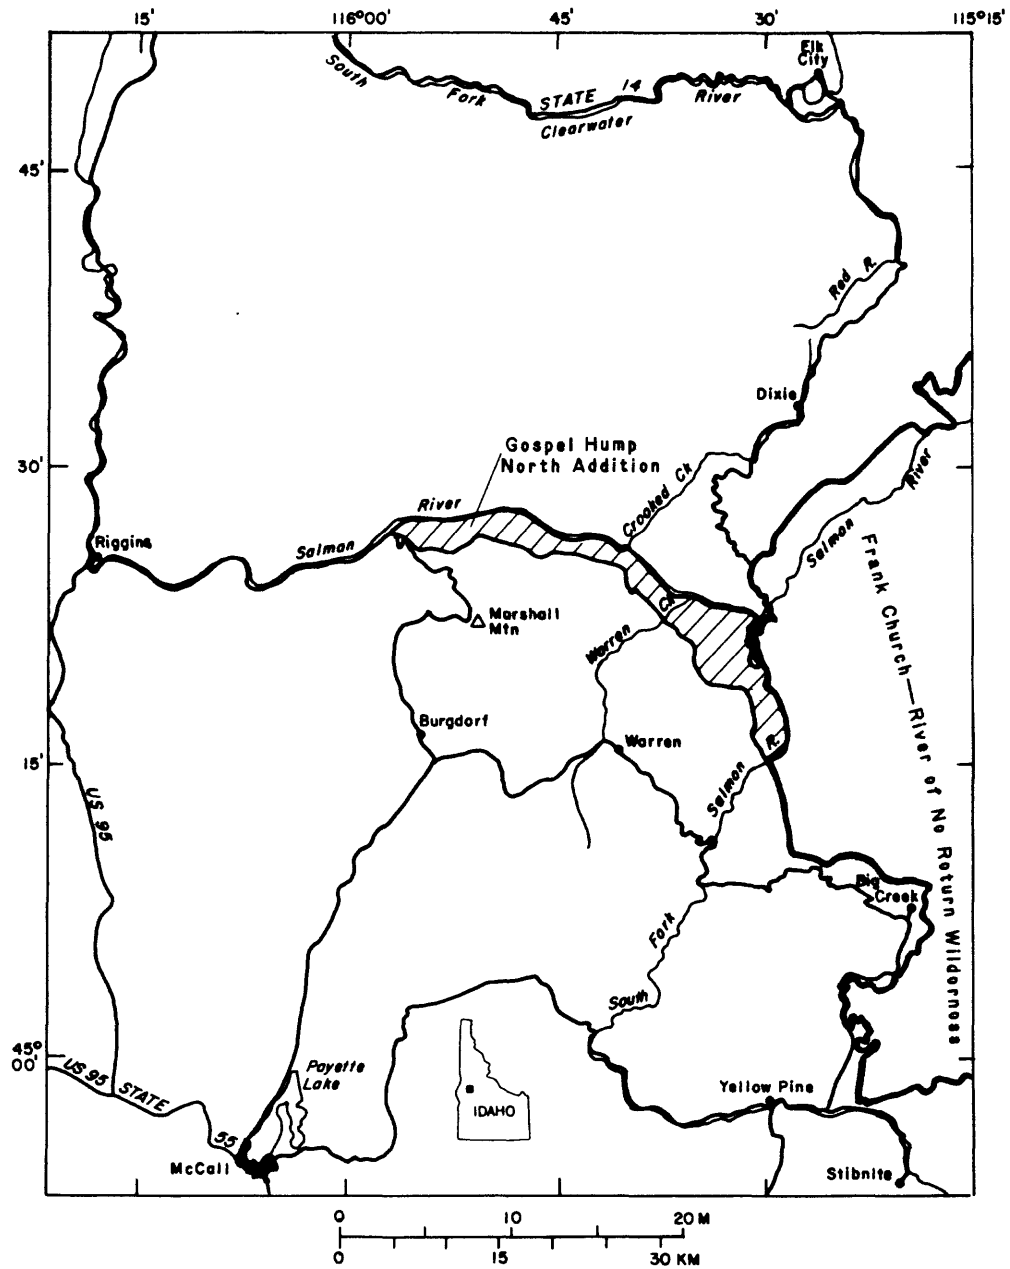 15'
116°00'
45'
30'
115°15'
Elk
City
South
Fork
STATE 14
River
Clearwater
45'
Red R.
Dixie
Gospel Hump
North Addition
30'
River
Crooked Ck
River
Salmon
Riggins
Salmon
Frank Church—River of No Return Wilderness
Marshall
Mtn
Ck
Warren
Burgdorf
Warren
R.
15'
Salmon
US 95
Big
Creek
Fork
South
45°
00'
US 95
STATE
55
Payette
Lake
IDAHO
Yellow Pine
McCall
Stibnite
0
10
20 M
0
15
30 KM